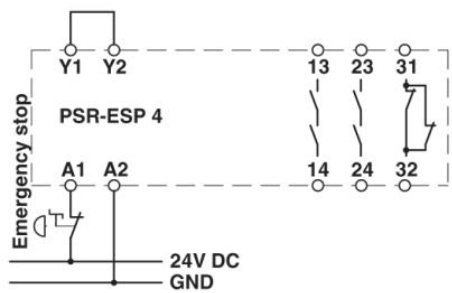 Y1 Y2 13 23 31
PSR-ESP 4
Emergency stop
A1 A2 14 24 32
24V DC
GND